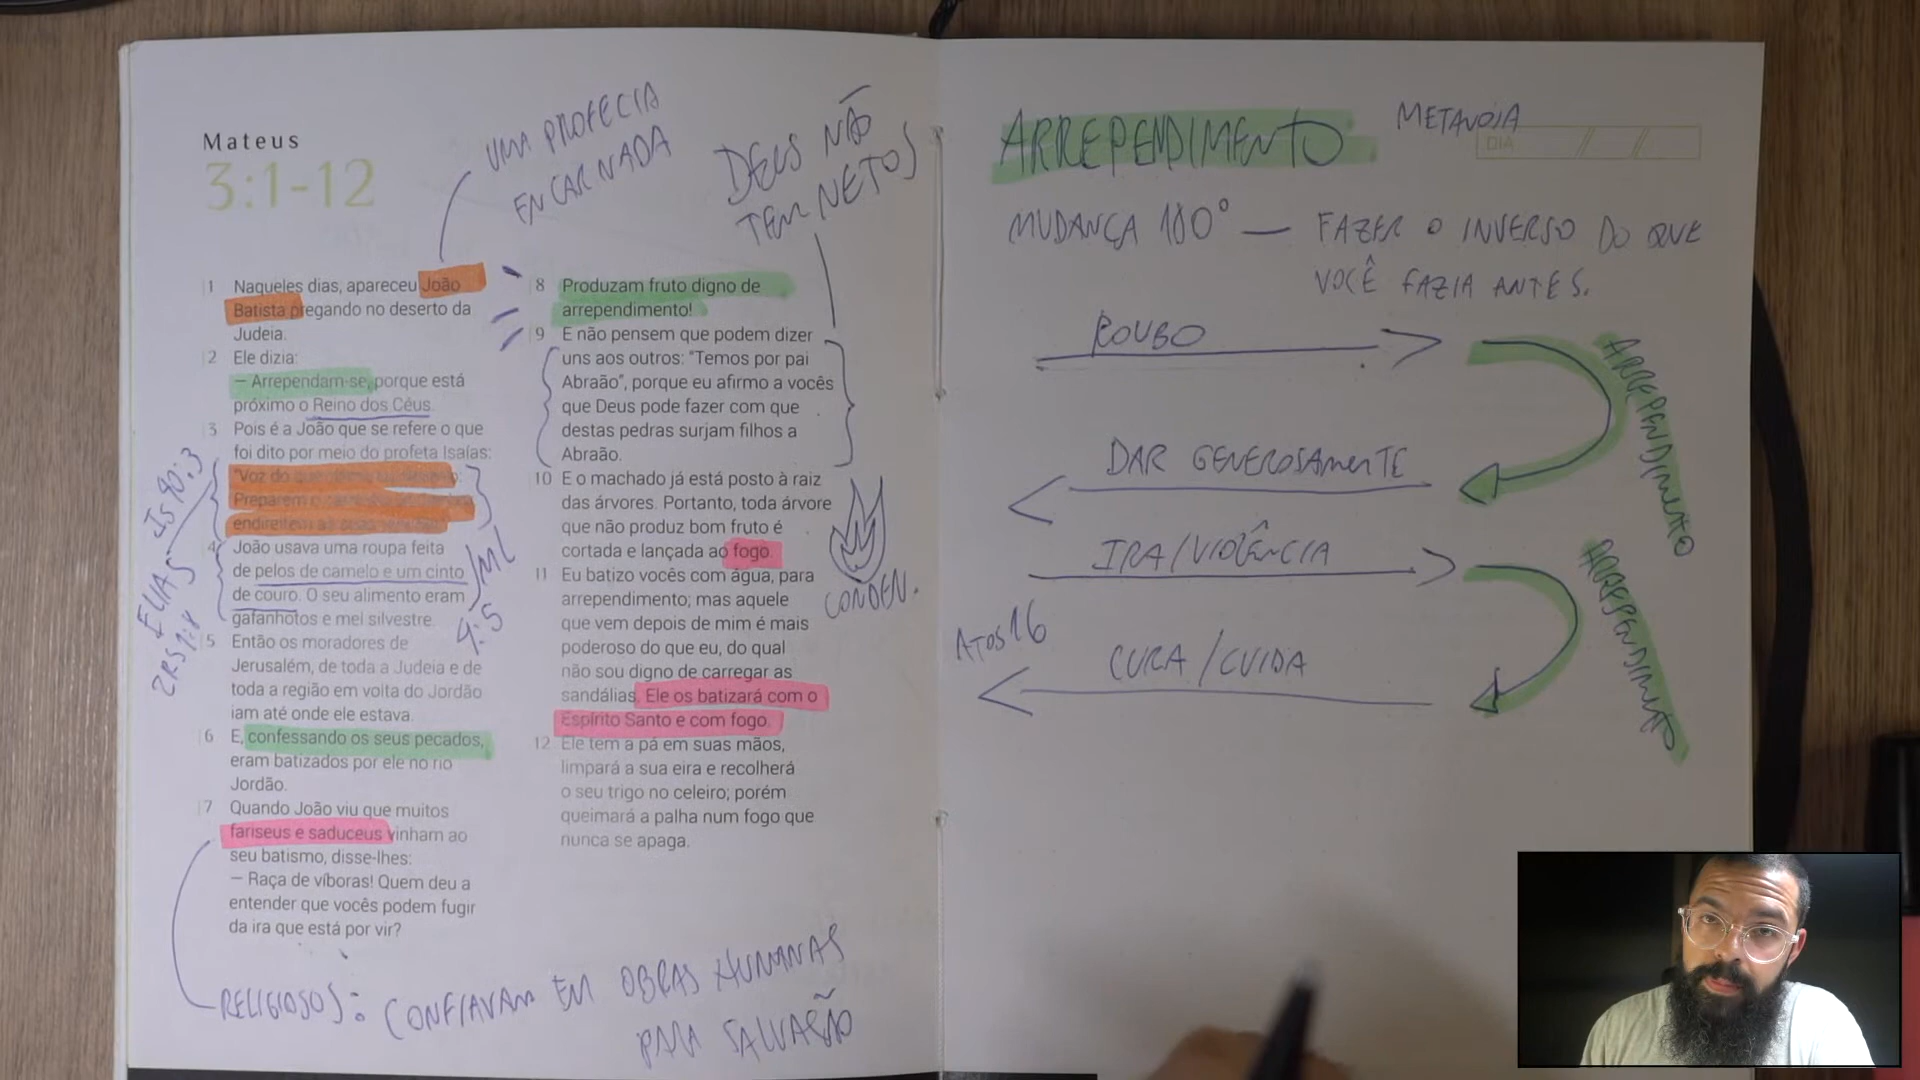 Mateus
3:1-12
UMA PROFECIA
ENCARNADA
DEUS NÃO
TEM NETOS
1 Naqueles dias, apareceu João
Batista pregando no deserto da
Judeia.
2 Ele dizia:
— Arrependam-se, porque está
próximo o Reino dos Céus.
3 Pois é a João que se refere o que
foi dito por meio do profeta Isaías:
"Voz do
Preparem o
endireitem as suas
4 João usava uma roupa feita
de pelos de camelo e um cinto
de couro. O seu alimento eram
gafanhotos e mel silvestre.
5 Então os moradores de
Jerusalém, de toda a Judeia e de
toda a região em volta do Jordão
iam até onde ele estava.
6 E, confessando os seus pecados,
eram batizados por ele no rio
Jordão.
7 Quando João viu que muitos
fariseus e saduceus vinham ao
seu batismo, disse-lhes:
— Raça de víboras! Quem deu a
entender que vocês podem fugir
da ira que está por vir?
Is 40:3
ELIAS
2RS 1:8
ML
4:5
8 Produzam fruto digno de
arrependimento!
9 E não pensem que podem dizer
uns aos outros: "Temos por pai
Abraão", porque eu afirmo a vocês
que Deus pode fazer com que
destas pedras surjam filhos a
Abraão.
10 E o machado já está posto à raiz
das árvores. Portanto, toda árvore
que não produz bom fruto é
cortada e lançada ao fogo.
11 Eu batizo vocês com água, para
arrependimento; mas aquele
que vem depois de mim é mais
poderoso do que eu, do qual
não sou digno de carregar as
sandálias. Ele os batizará com o
Espírito Santo e com fogo.
12 Ele tem a pá em suas mãos,
limpará a sua eira e recolherá
o seu trigo no celeiro; porém
queimará a palha num fogo que
nunca se apaga.
CONDEN.
RELIGIOSOS: CONFIAVAM EM OBRAS HUMANAS
PARA SALVAÇÃO
ARREPENDIMENTO
METANOIA
DIA
MUDANÇA 180° — FAZER O INVERSO DO QUE
VOCÊ FAZIA ANTES.
ROUBO
ARREPENDIMENTO
DAR GENEROSAMENTE
IRA/VIOLÊNCIA
ARREPENDIMENTO
ATOS 16
CURA/CUIDA